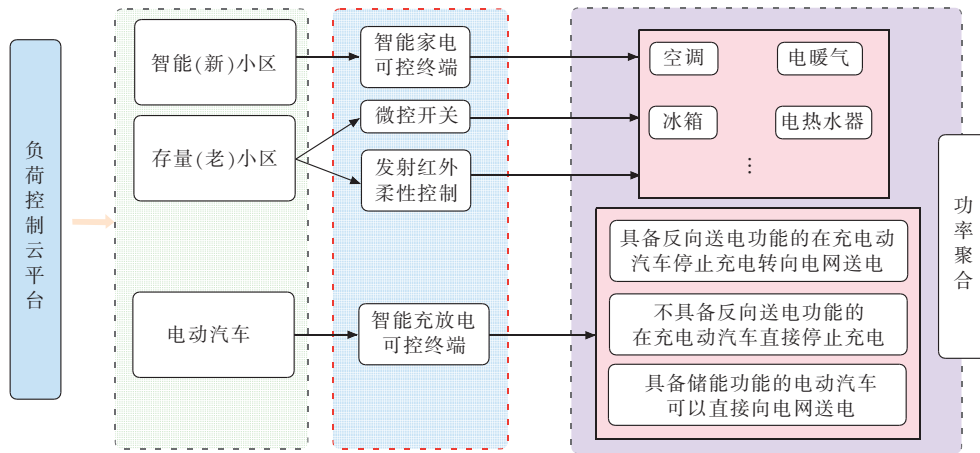 负荷控制云平台
智能(新)小区
存量(老)小区
电动汽车
智能家电
可控终端
微控开关
发射红外
柔性控制
智能充放电
可控终端
空调
电暖气
冰箱
电热水器
⋮
具备反向送电功能的在充电动
汽车停止充电转向电网送电
不具备反向送电功能的
在充电动汽车直接停止充电
具备储能功能的电动汽车
可以直接向电网送电
功率聚合